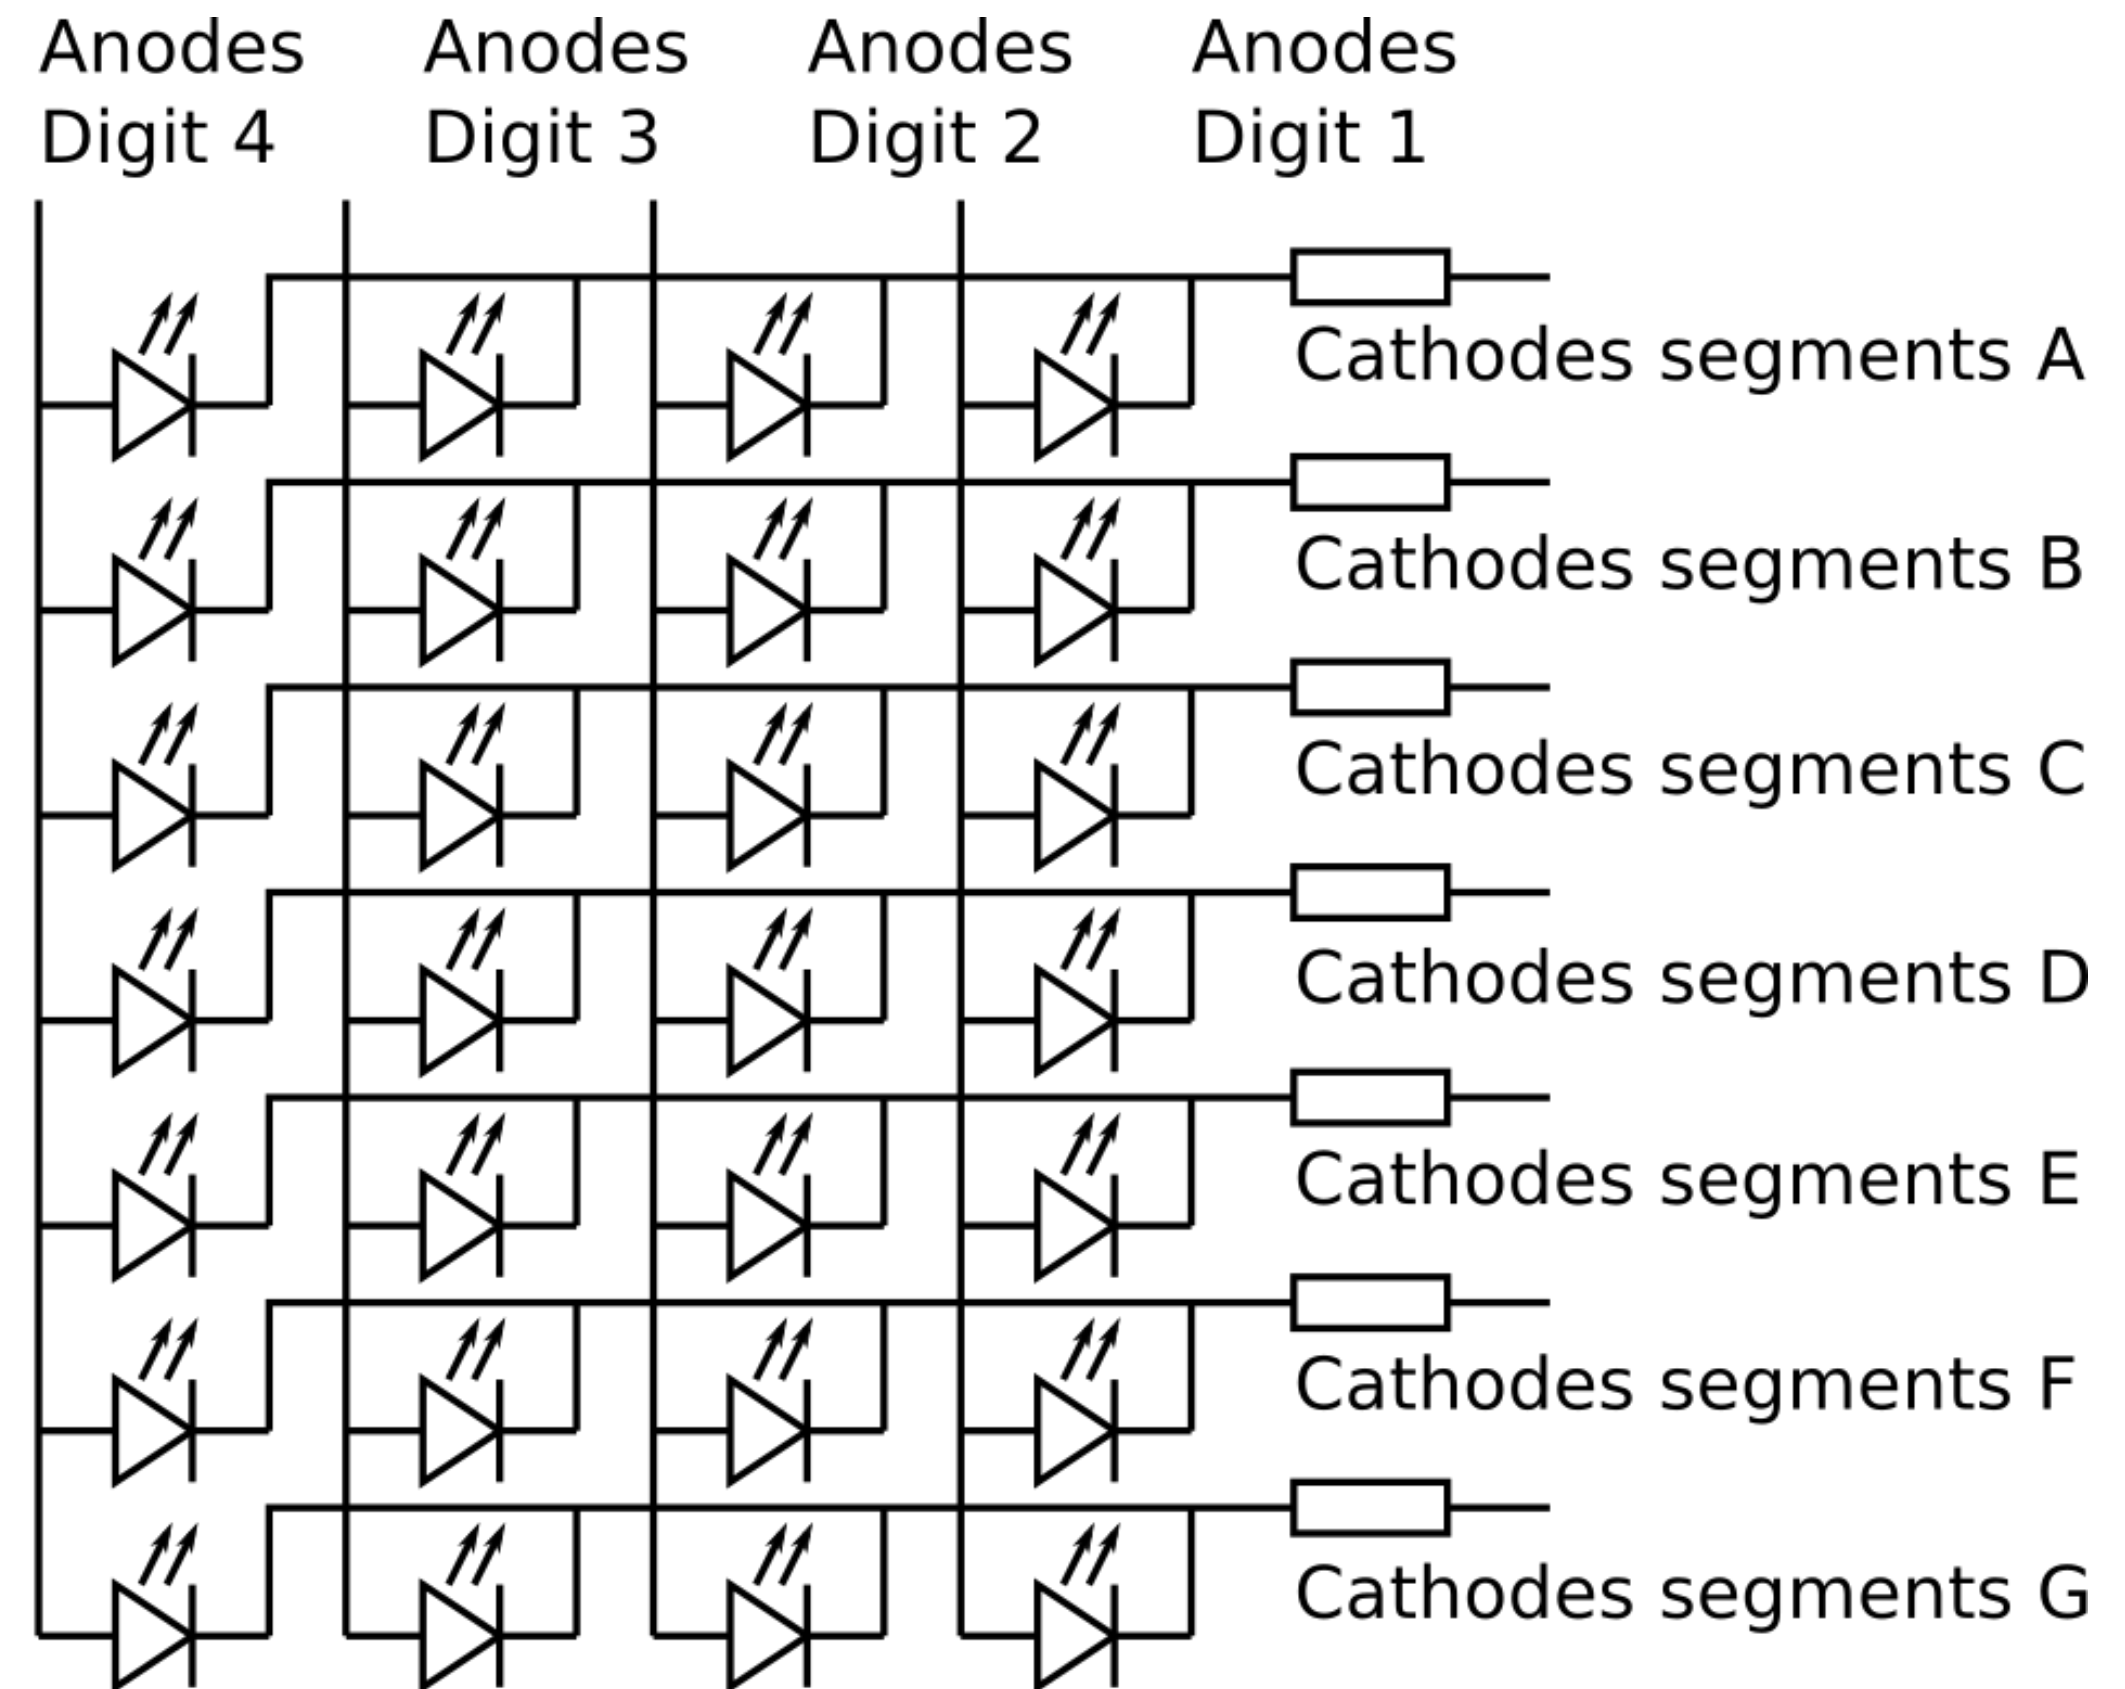 Anodes Anodes Anodes Anodes
Digit 4 Digit 3 Digit 2 Digit 1
Cathodes segments A
Cathodes segments B
Cathodes segments C
Cathodes segments D
Cathodes segments E
Cathodes segments F
Cathodes segments G